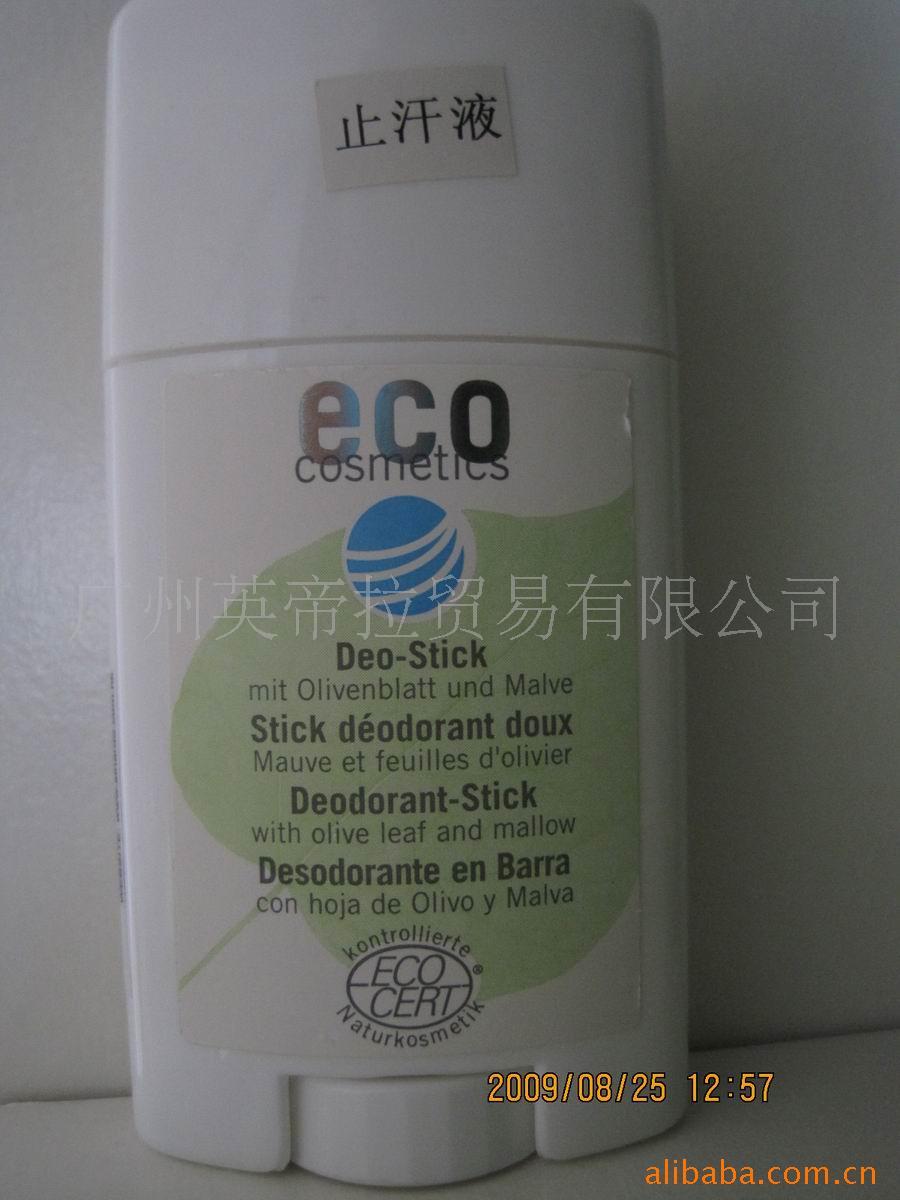 止汗液
eco
cosmetics
广州英帝拉贸易有限公司
Deo-Stick
mit Olivenblatt und Malve
Stick déodorant doux
Mauve et feuilles d'olivier
Deodorant-Stick
with olive leaf and mallow
Desodorante en Barra
con hoja de Olivo y Malva
kontrollierte
ECO
CERT
®
Naturkosmetik
2009/08/25 12:57
alibaba.com.cn